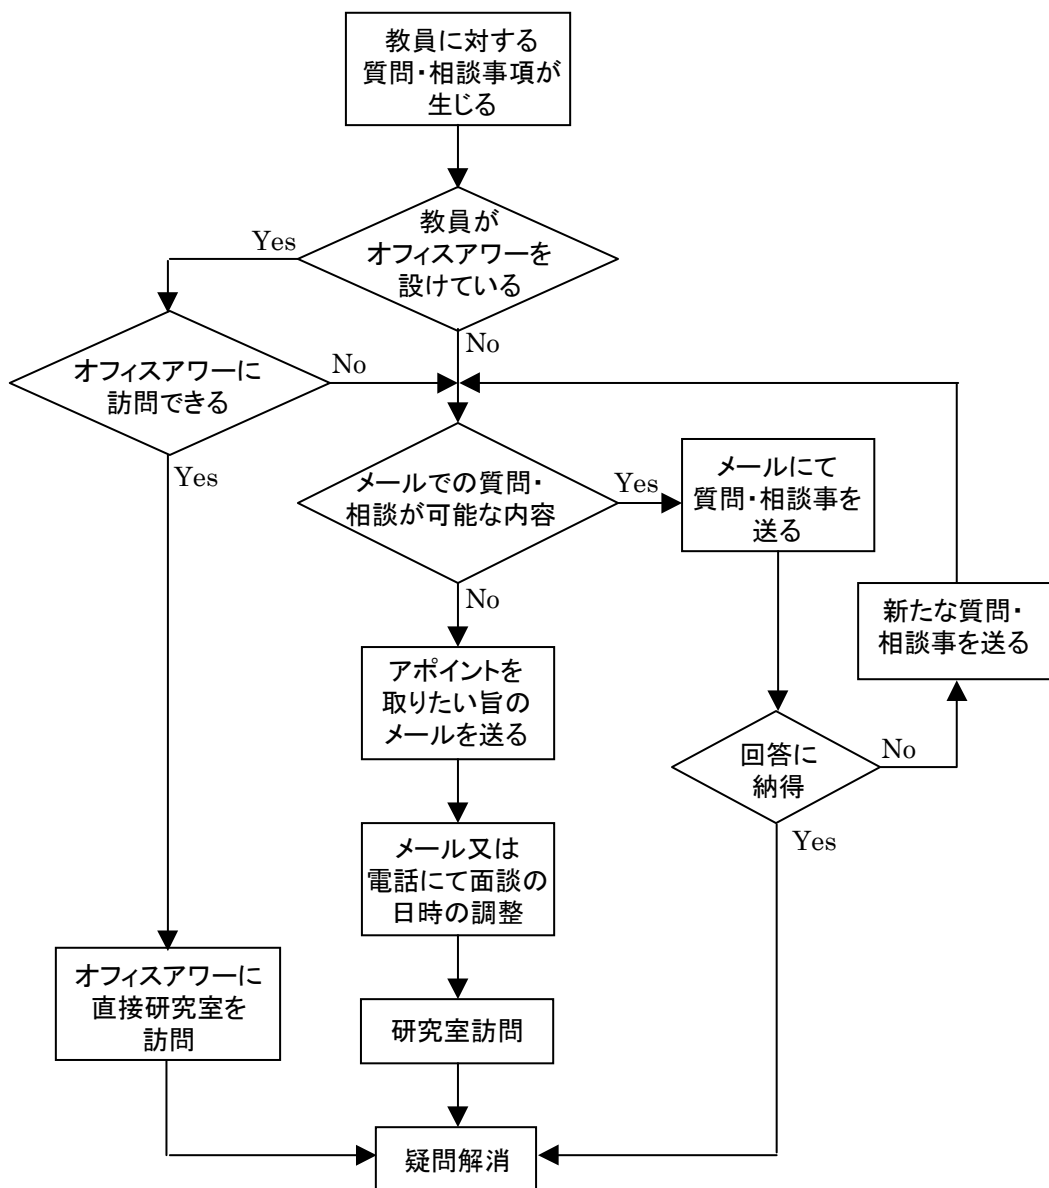 教員に対する
質問・相談事項が
生じる
教員が
オフィスアワーを
設けている
Yes
No
オフィスアワーに
訪問できる
No
Yes
メールでの質問・
相談が可能な内容
Yes
No
メールにて
質問・相談事を
送る
新たな質問・
相談事を送る
アポイントを
取りたい旨の
メールを送る
回答に
納得
No
Yes
メール又は
電話にて面談の
日時の調整
オフィスアワーに
直接研究室を
訪問
研究室訪問
疑問解消